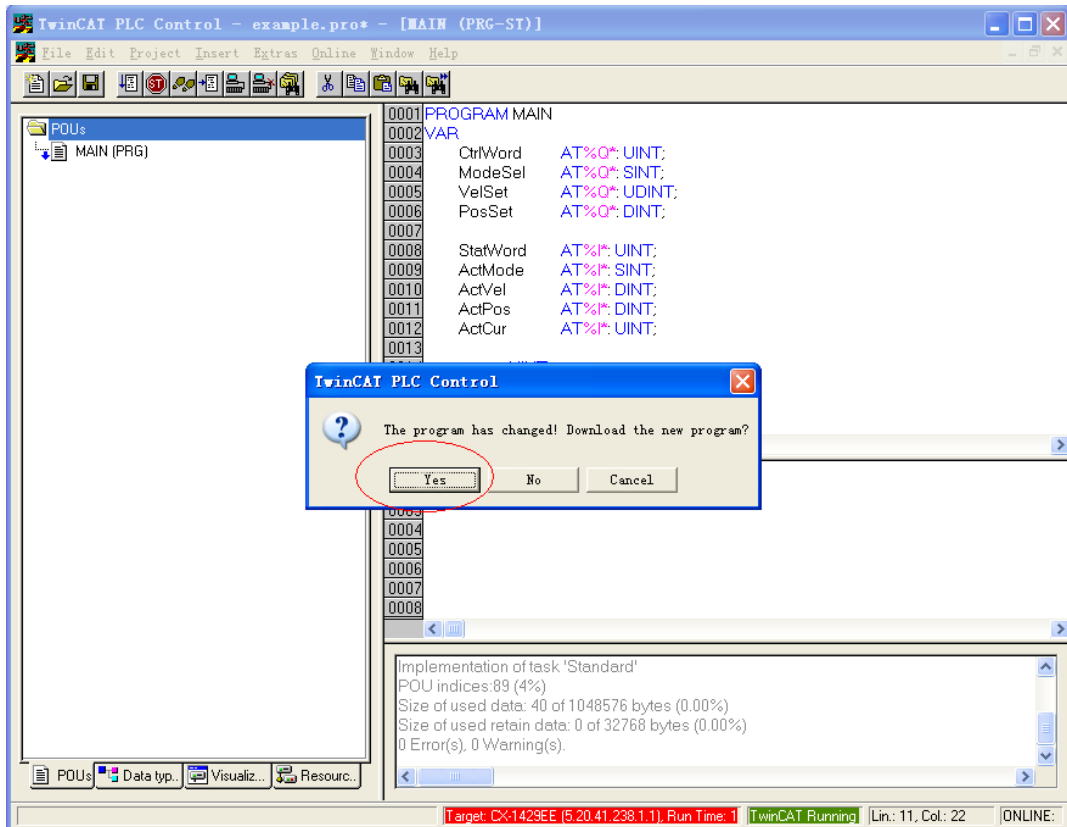 TwinCAT PLC Control - example.pro* - [MAIN (PRG-ST)]
File Edit Project Insert Extras Online Window Help
POUs
MAIN (PRG)
0001 PROGRAM MAIN
0002 VAR
0003 CtrlWord AT%Q*: UINT;
0004 ModeSel AT%Q*: SINT;
0005 VelSet AT%Q*: UDINT;
0006 PosSet AT%Q*: DINT;
0007
0008 StatWord AT%I*: UINT;
0009 ActMode AT%I*: SINT;
0010 ActVel AT%I*: DINT;
0011 ActPos AT%I*: DINT;
0012 ActCur AT%I*: UINT;
0013
TwinCAT PLC Control
The program has changed! Download the new program?
Yes No Cancel
0003
0004
0005
0006
0007
0008
Implementation of task 'Standard'
POU indices:89 (4%)
Size of used data: 40 of 1048576 bytes (0.00%)
Size of used retain data: 0 of 32768 bytes (0.00%)
0 Error(s), 0 Warning(s).
POUs Data typ.. Visualiz... Resourc..
Target: CX-1429EE (5.20.41.238.1.1), Run Time: 1 TwinCAT Running Lin.: 11, Col.: 22 ONLINE: